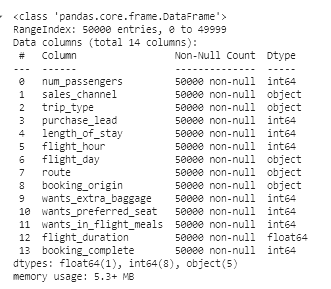 <class 'pandas.core.frame.DataFrame'>
RangeIndex: 50000 entries, 0 to 49999
Data columns (total 14 columns):
 #   Column                 Non-Null Count  Dtype
---  ------                 --------------  -----
 0   num_passengers         50000 non-null  int64
 1   sales_channel          50000 non-null  object
 2   trip_type              50000 non-null  object
 3   purchase_lead          50000 non-null  int64
 4   length_of_stay         50000 non-null  int64
 5   flight_hour            50000 non-null  int64
 6   flight_day             50000 non-null  object
 7   route                  50000 non-null  object
 8   booking_origin         50000 non-null  object
 9   wants_extra_baggage    50000 non-null  int64
 10  wants_preferred_seat   50000 non-null  int64
 11  wants_in_flight_meals  50000 non-null  int64
 12  flight_duration        50000 non-null  float64
 13  booking_complete       50000 non-null  int64
dtypes: float64(1), int64(8), object(5)
memory usage: 5.3+ MB